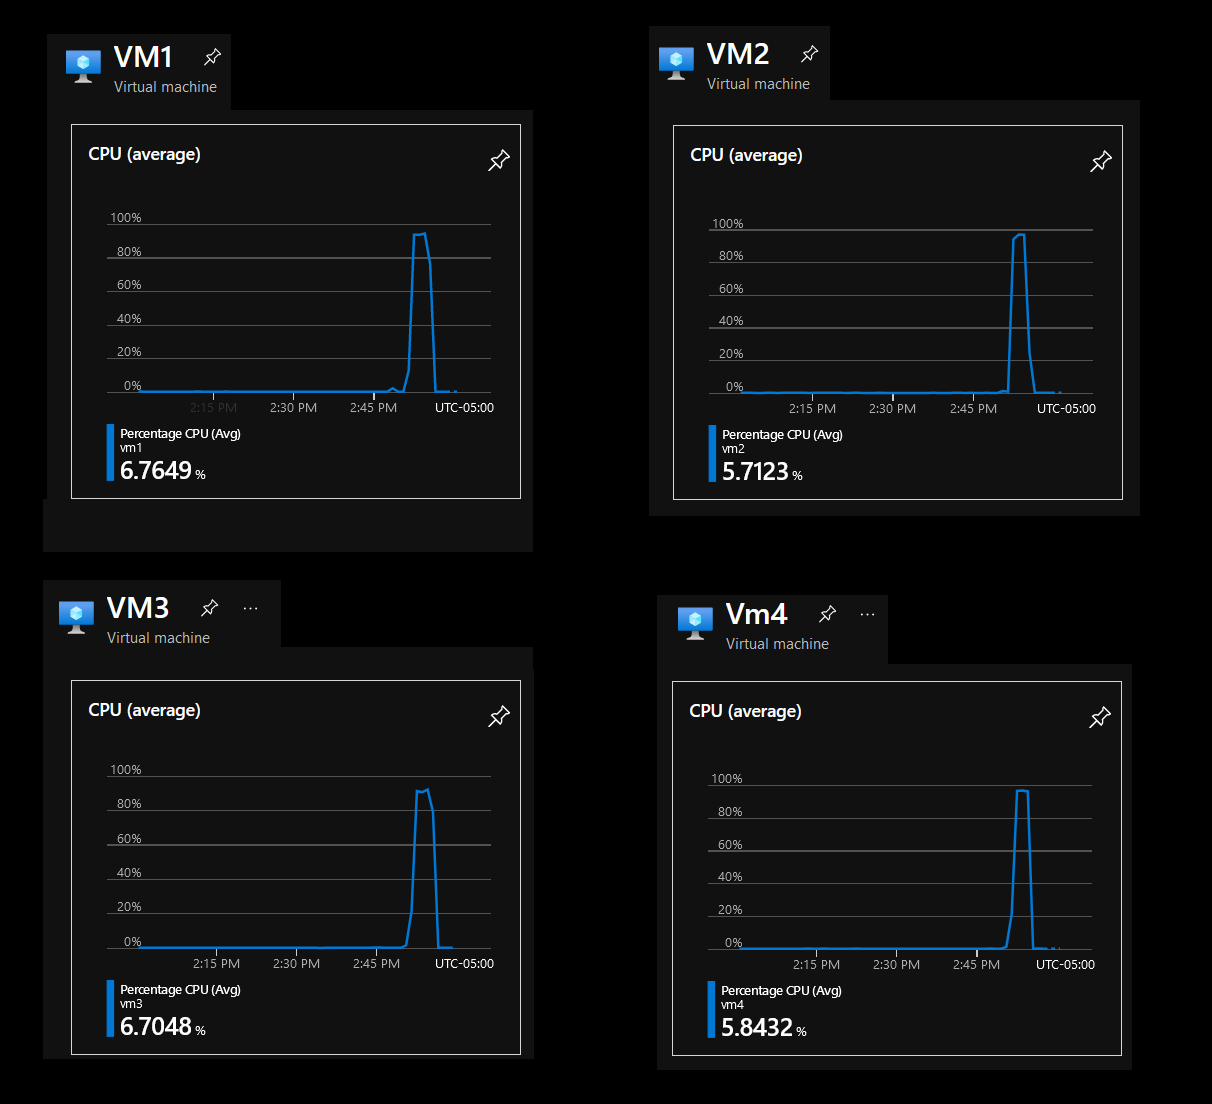 VM1
Virtual machine
CPU (average)
100%
80%
60%
40%
20%
0%
2:15 PM 2:30 PM 2:45 PM UTC-05:00
Percentage CPU (Avg)
vm1
6.7649 %
VM2
Virtual machine
CPU (average)
100%
80%
60%
40%
20%
0%
2:15 PM 2:30 PM 2:45 PM UTC-05:00
Percentage CPU (Avg)
vm2
5.7123 %
VM3 ...
Virtual machine
CPU (average)
100%
80%
60%
40%
20%
0%
2:15 PM 2:30 PM 2:45 PM UTC-05:00
Percentage CPU (Avg)
vm3
6.7048 %
Vm4 ...
Virtual machine
CPU (average)
100%
80%
60%
40%
20%
0%
2:15 PM 2:30 PM 2:45 PM UTC-05:00
Percentage CPU (Avg)
vm4
5.8432 %